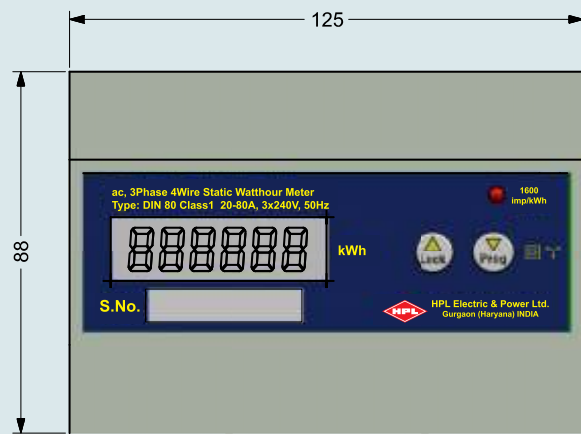 125
88
ac, 3Phase 4Wire Static Watthour Meter
Type: DIN 80 Class1 20-80A, 3x240V, 50Hz
1600
imp/kWh
888888
kWh
Lock
Prog
S.No.
HPL
HPL Electric & Power Ltd.
Gurgaon (Haryana) INDIA